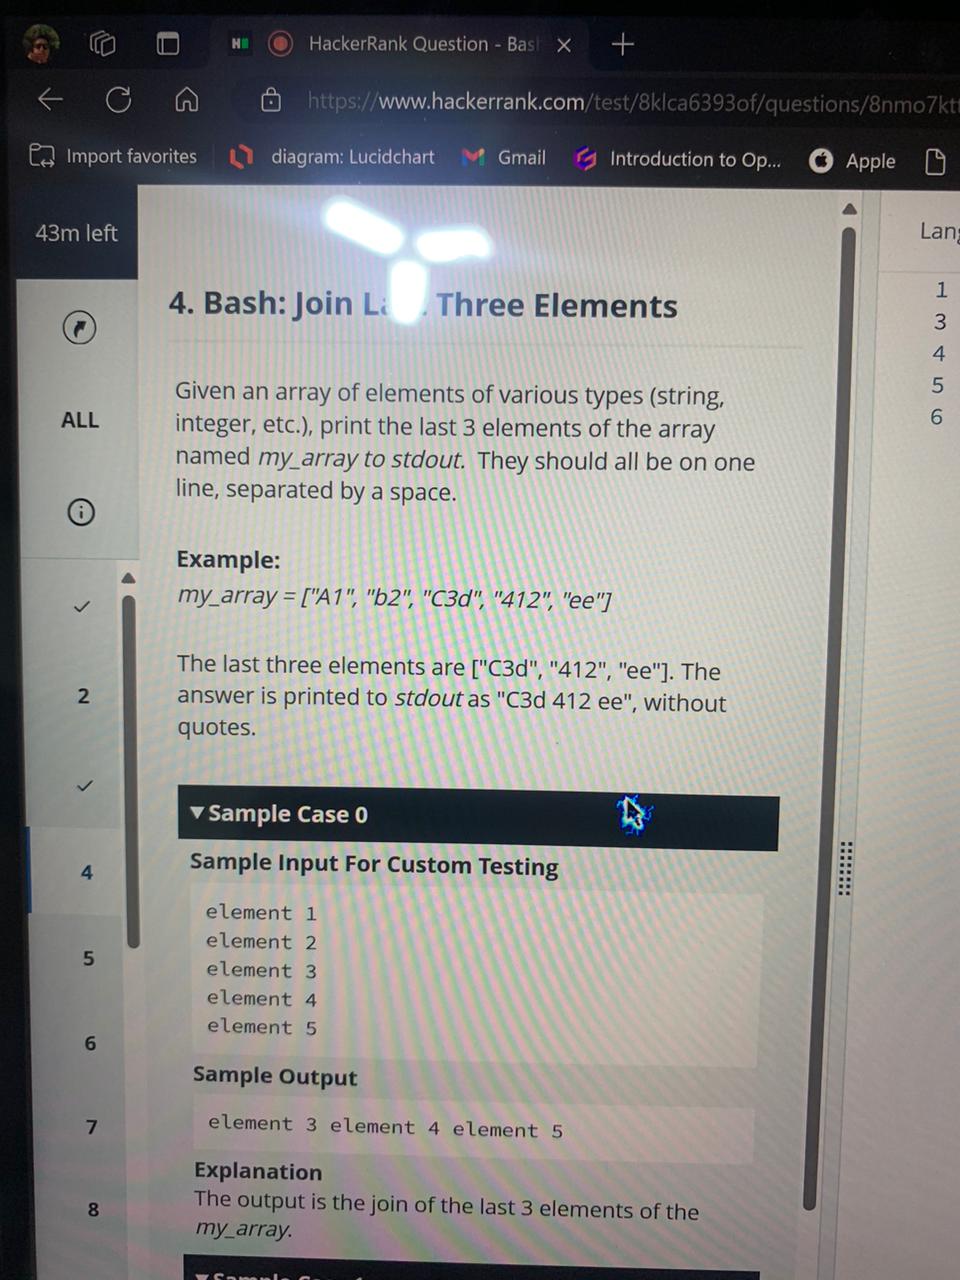 HackerRank Question - Bas
https://www.hackerrank.com/test/8klca6393of/questions/8nmo7kt
Import favorites
diagram: Lucidchart
Gmail
Introduction to Op...
Apple
43m left
Lang
4. Bash: Join Three Elements
1
3
4
5
6
ALL
Given an array of elements of various types (string,
integer, etc.), print the last 3 elements of the array
named my_array to stdout. They should all be on one
line, separated by a space.
Example:
my_array = ["A1", "b2", "C3d", "412", "ee"]
2
The last three elements are ["C3d", "412", "ee"]. The
answer is printed to stdout as "C3d 412 ee", without
quotes.
▼Sample Case 0
4
Sample Input For Custom Testing
element 1
element 2
element 3
element 4
element 5
5
6
Sample Output
7
element 3 element 4 element 5
Explanation
8
The output is the join of the last 3 elements of the
my_array.